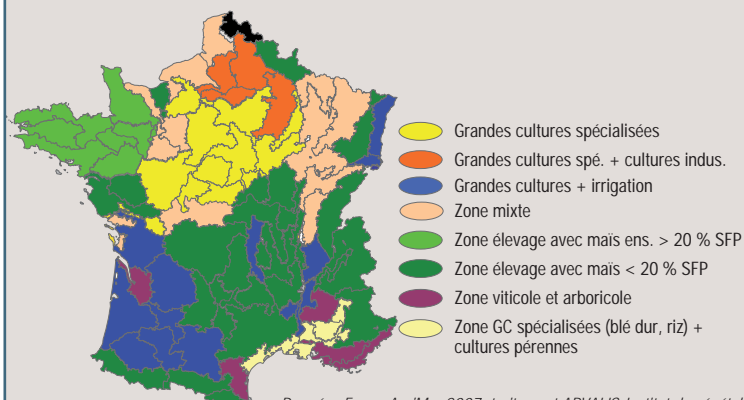 Grandes cultures spécialisées
Grandes cultures spé. + cultures indus.
Grandes cultures + irrigation
Zone mixte
Zone élevage avec maïs ens. > 20 % SFP
Zone élevage avec maïs < 20 % SFP
Zone viticole et arboricole
Zone GC spécialisées (blé dur, riz) +
cultures pérennes